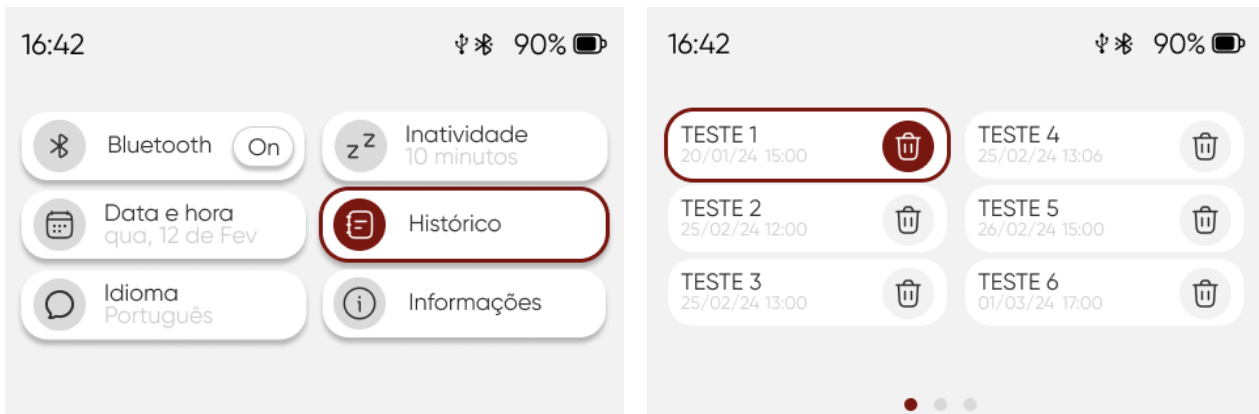 16:42
90%
Bluetooth
On
Inatividade
10 minutos
Data e hora
qua, 12 de Fev
Histórico
Idioma
Português
Informações
16:42
90%
TESTE 1
20/01/24 15:00
TESTE 4
25/02/24 13:06
TESTE 2
25/02/24 12:00
TESTE 5
26/02/24 15:00
TESTE 3
25/02/24 13:00
TESTE 6
01/03/24 17:00